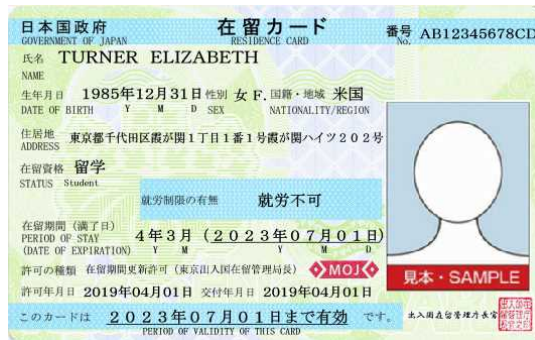 日本国政府 在留カード 番号 AB12345678CD
GOVERNMENT OF JAPAN RESIDENCE CARD No.
氏名 TURNER ELIZABETH
NAME
生年月日 1985年12月31日 性別 女 F. 国籍・地域 米国
DATE OF BIRTH Y M D SEX NATIONALITY/REGION
住居地 東京都千代田区霞が関1丁目1番1号霞が関ハイツ202号
ADDRESS
在留資格 留学
STATUS Student
就労制限の有無 就労不可
在留期間(満了日) 4年3月(2023年07月01日)
PERIOD OF STAY
(DATE OF EXPIRATION) Y M Y M D
許可の種類 在留期間更新許可(東京出入国在留管理局長) MOJ
見本・SAMPLE
許可年月日 2019年04月01日 交付年月日 2019年04月01日
このカードは 2023年07月01日まで有効 です。 出入国在留管理庁長官
PERIOD OF VALIDITY OF THIS CARD